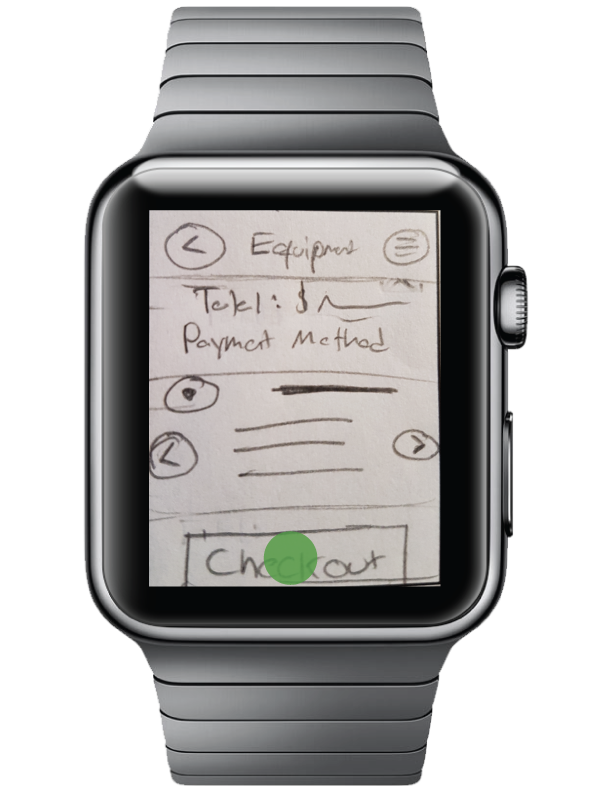 < Equipment
Total: $
Payment Method
< >
Checkout